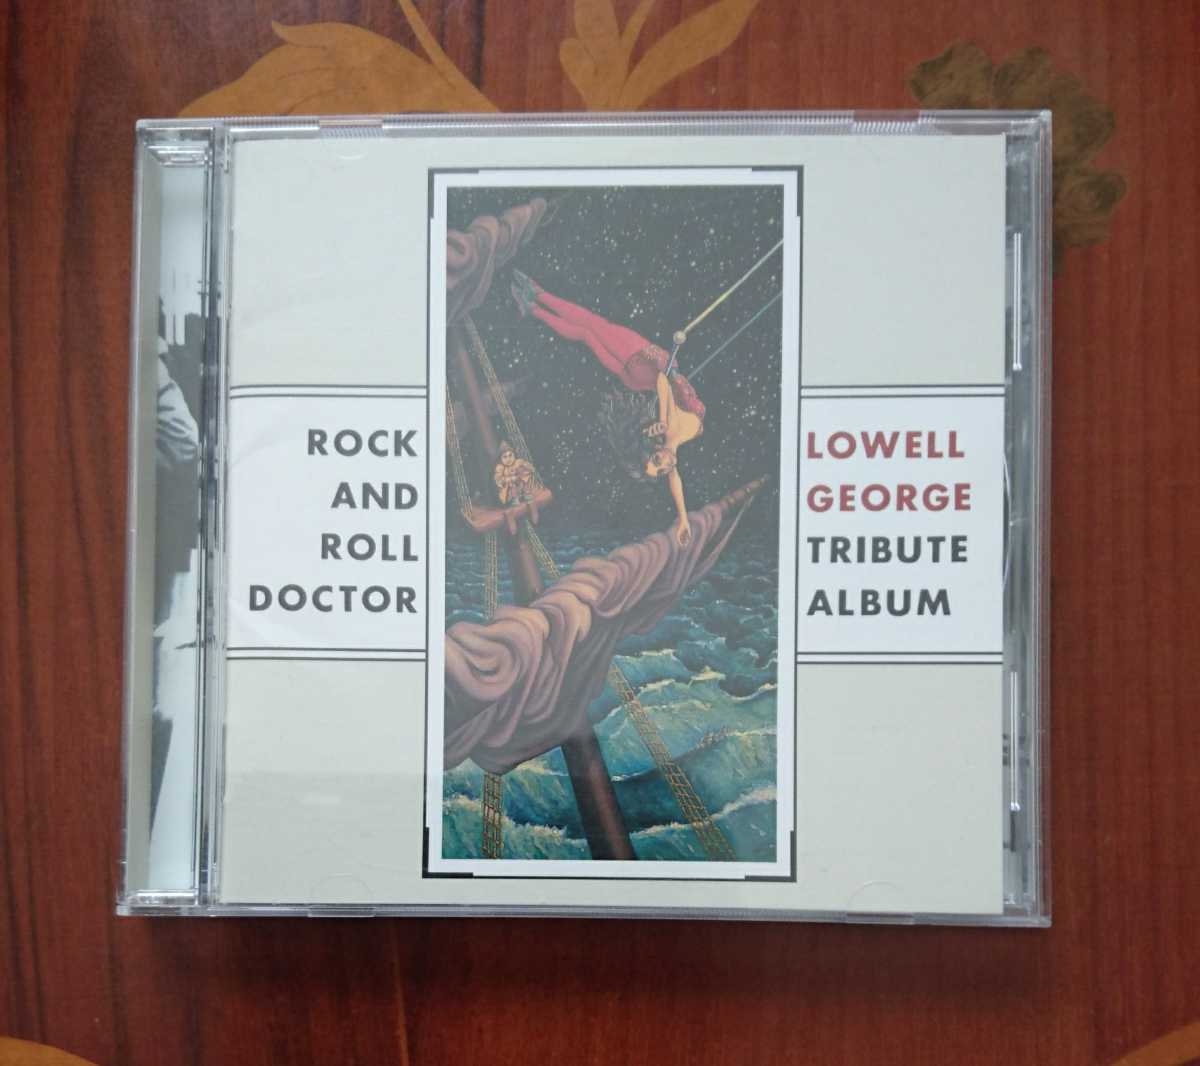 ROCK
AND
ROLL
DOCTOR
LOWELL
GEORGE
TRIBUTE
ALBUM